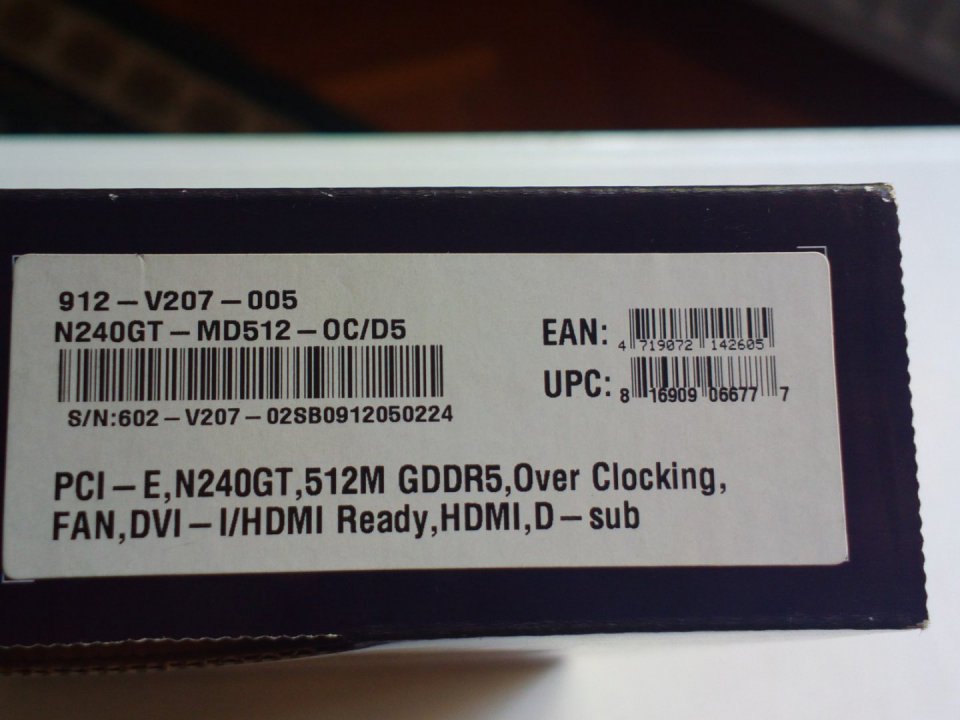 912-V207-005
N240GT-MD512-OC/D5
S/N:602-V207-02SB0912050224
EAN: 4 719072 142605
UPC: 8 16909 06677 7
PCI-E,N240GT,512M GDDR5,Over Clocking,
FAN,DVI-I/HDMI Ready,HDMI,D-sub